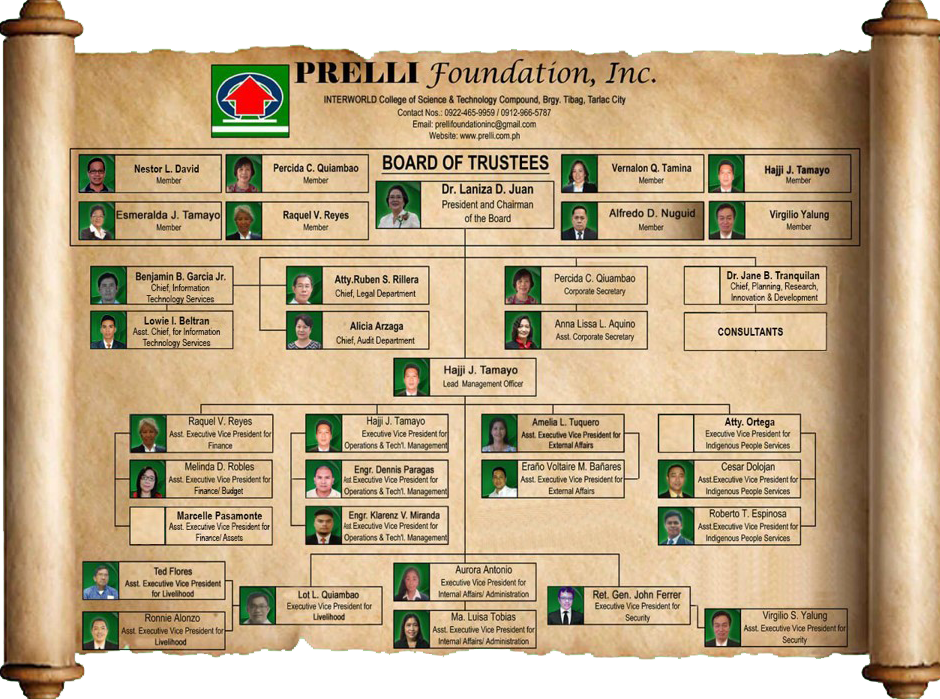 PRELLI Foundation, Inc.
INTERWORLD College of Science & Technology Compound, Brgy. Tibag, Tarlac City
Contact Nos.: 0922-465-9959 / 0912-966-5787
Email: prellifoundationinc@gmail.com
Website: www.prelli.com.ph
BOARD OF TRUSTEES
Nestor L. David
Member
Percida C. Quiambao
Member
Dr. Laniza D. Juan
President and Chairman
of the Board
Vernalon Q. Tamina
Member
Hajji J. Tamayo
Member
Esmeralda J. Tamayo
Member
Raquel V. Reyes
Member
Alfredo D. Nuguid
Member
Virgilio Yalung
Member
Benjamin B. Garcia Jr.
Chief, Information
Technology Services
Atty.Ruben S. Rillera
Chief, Legal Department
Percida C. Quiambao
Corporate Secretary
Dr. Jane B. Tranquilan
Chief, Planning, Research,
Innovation & Development
Lowie I. Beltran
Asst. Chief, for Information
Technology Services
Alicia Arzaga
Chief, Audit Department
Anna Lissa L. Aquino
Asst. Corporate Secretary
CONSULTANTS
Hajji J. Tamayo
Lead Management Officer
Raquel V. Reyes
Asst. Executive Vice President for
Finance
Hajji J. Tamayo
Executive Vice President for
Operations & Tech'l. Management
Amelia L. Tuquero
Asst. Executive Vice President for
External Affairs
Atty. Ortega
Executive Vice President for
Indigenous People Services
Melinda D. Robles
Asst. Executive Vice President for
Finance/Budget
Engr. Dennis Paragas
Asst.Executive Vice President for
Operations & Tech'l. Management
Eraño Voltaire M. Bañares
Asst. Executive Vice President for
External Affairs
Cesar Dolojan
Asst.Executive Vice President for
Indigenous People Services
Marcelle Pasamonte
Asst. Executive Vice President for
Finance/ Assets
Engr. Klarenz V. Miranda
Asst.Executive Vice President for
Operations & Tech'l. Management
Roberto T. Espinosa
Asst.Executive Vice President for
Indigenous People Services
Ted Flores
Asst. Executive Vice President
for Livelihood
Lot L. Quiambao
Executive Vice President for
Livelihood
Aurora Antonio
Executive Vice President for
Internal Affairs/ Administration
Ret. Gen. John Ferrer
Executive Vice President for
Security
Ronnie Alonzo
Asst. Executive Vice President for
Livelihood
Ma. Luisa Tobias
Asst. Executive Vice President for
Internal Affairs/ Administration
Virgilio S. Yalung
Asst. Executive Vice President for
Security